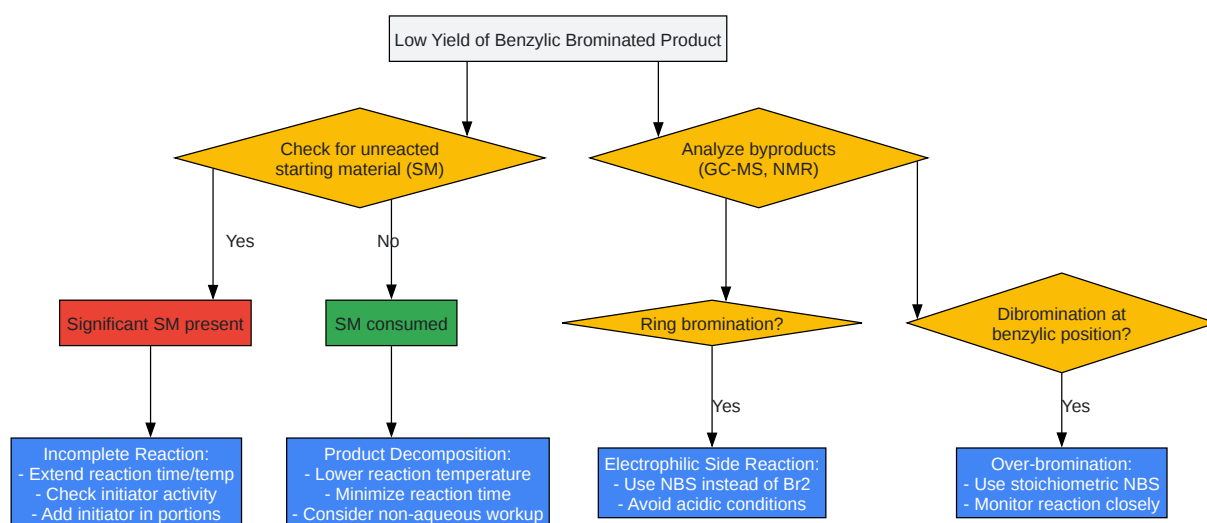 Low Yield of Benzylic Brominated Product
Check for unreacted
starting material (SM)
Analyze byproducts
(GC-MS, NMR)
Yes
No
Significant SM present
SM consumed
Ring bromination?
Dibromination at
benzylic position?
Yes
Yes
Incomplete Reaction:
- Extend reaction time/temp
- Check initiator activity
- Add initiator in portions
Product Decomposition:
- Lower reaction temperature
- Minimize reaction time
- Consider non-aqueous workup
Electrophilic Side Reaction:
- Use NBS instead of Br2
- Avoid acidic conditions
Over-bromination:
- Use stoichiometric NBS
- Monitor reaction closely